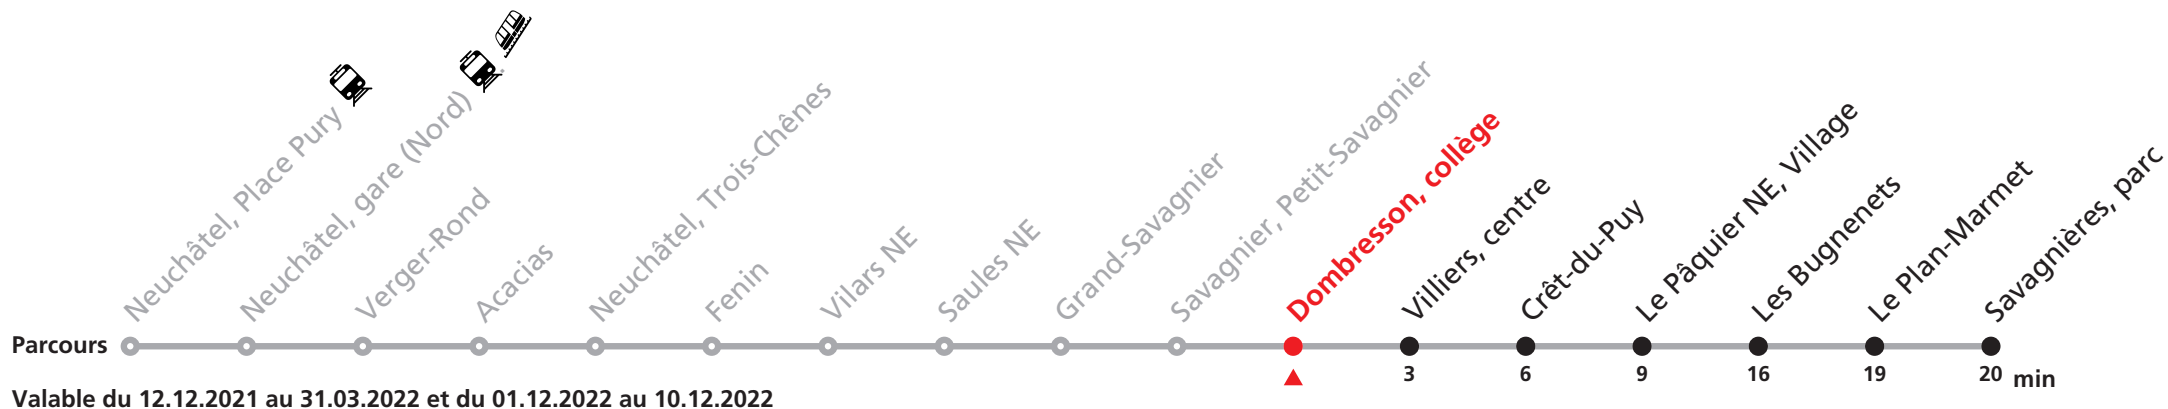 Neuchâtel, Place Pury
Neuchâtel, gare (Nord)
Verger-Rond
Acacias
Neuchâtel, Trois-Chênes
Fenin
Vilars NE
Saules NE
Grand-Savagnier
Savagnier, Petit-Savagnier
Dombresson, collège
Villiers, centre
Crêt-du-Puy
Le Pâquier NE, Village
Les Bugnenets
Le Plan-Marmet
Savagnières, parc
Parcours
3 6 9 16 19 20 min
Valable du 12.12.2021 au 31.03.2022 et du 01.12.2022 au 10.12.2022